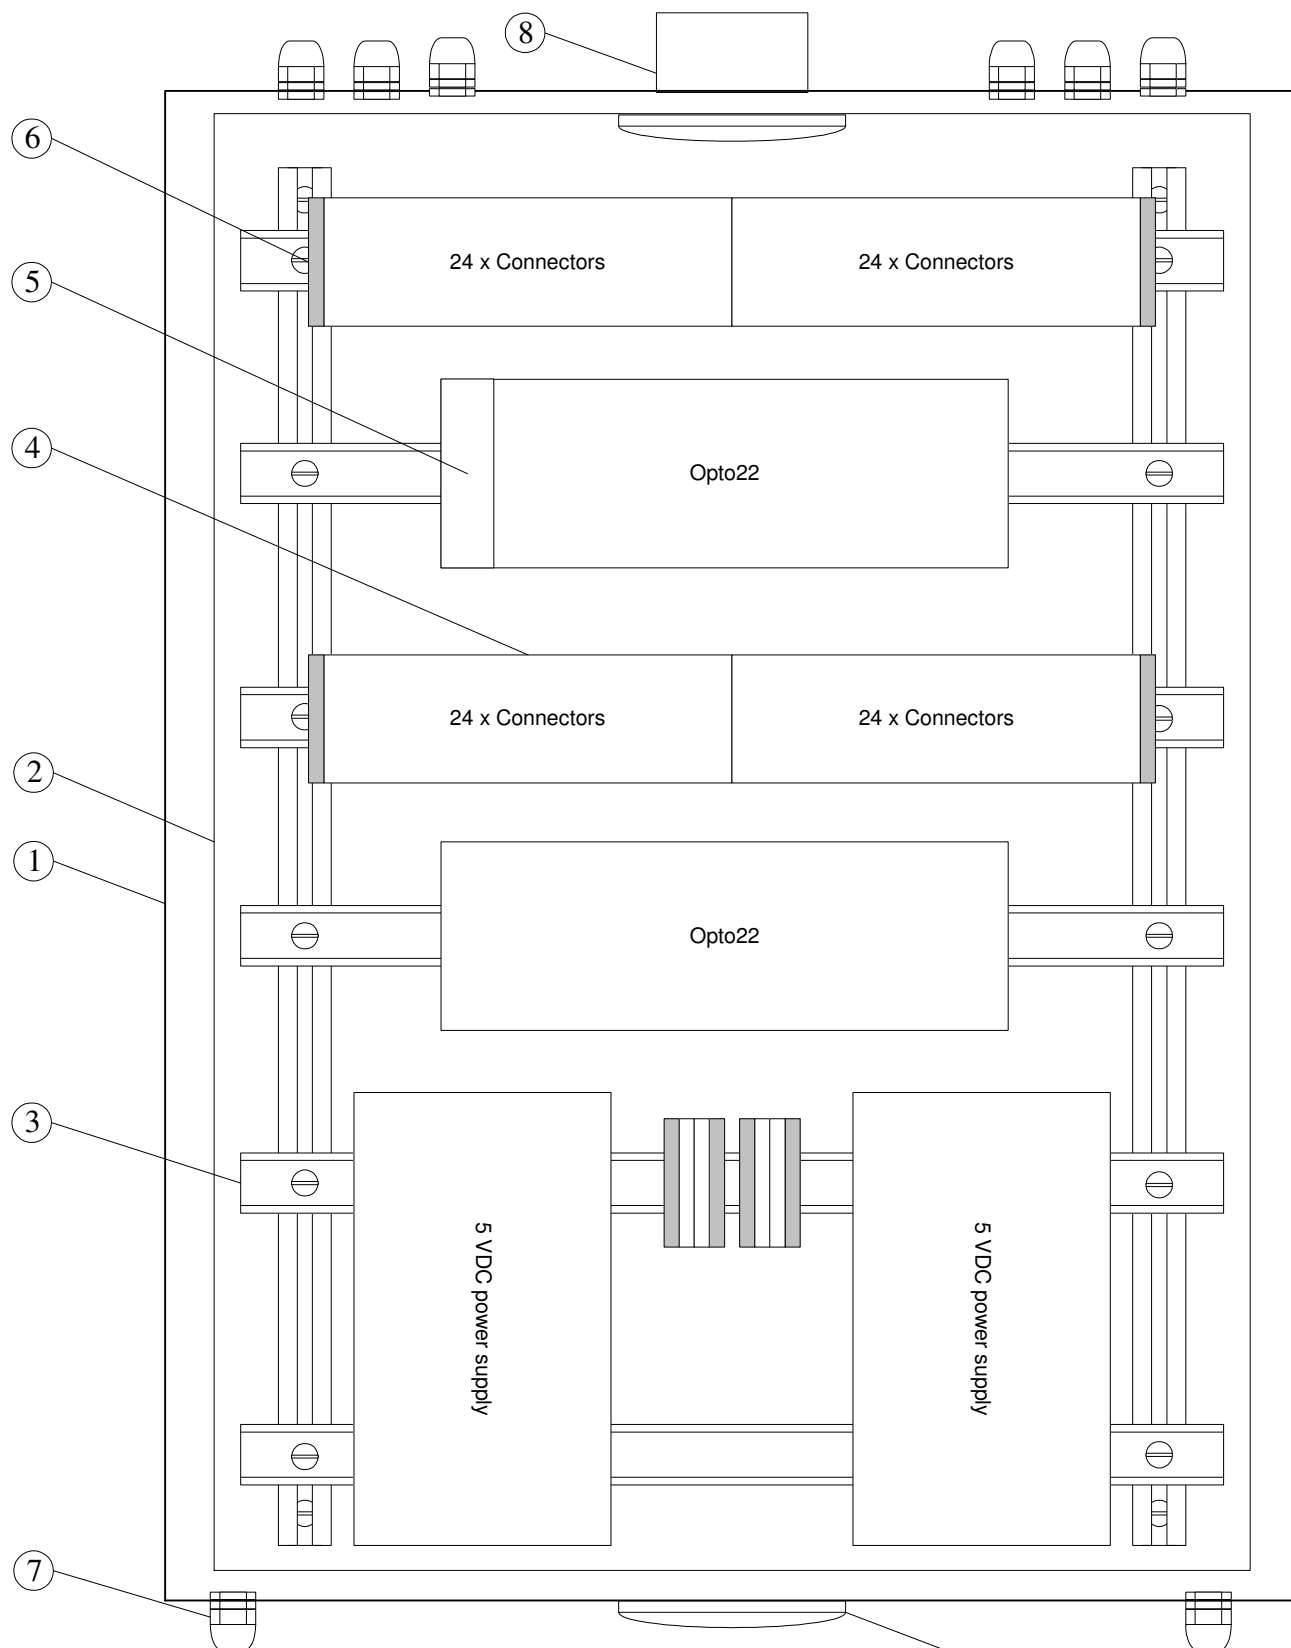 8
6
24 x Connectors
24 x Connectors
5
4
Opto22
24 x Connectors
24 x Connectors
2
1
Opto22
3
5 VDC power supply
5 VDC power supply
7